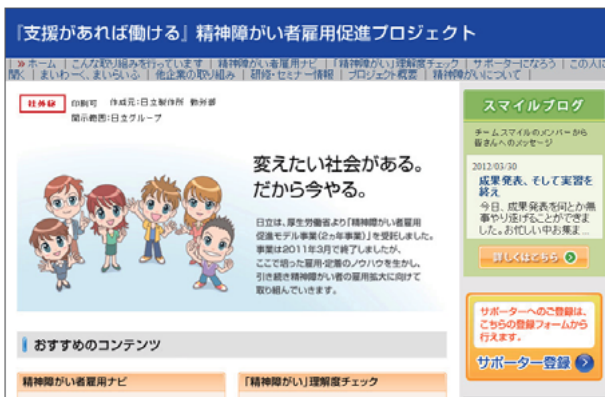 『支援があれば働ける』精神障がい者雇用促進プロジェクト
» ホーム | こんな取り組みを行っています | 精神障がい者雇用ナビ | 「精神障がい」理解度チェック | サポーターになろう | この人に
聞く | まいわーく、まいらいふ | 他企業の取り組み | 研修・セミナー情報 | プロジェクト概要 | 精神障がいについて |
社外秘 印刷可 作成元:日立製作所 勤労部
開示範囲:日立グループ
変えたい社会がある。
だから今やる。
日立は、厚生労働省より「精神障がい者雇用
促進モデル事業(2ヵ年事業)」を受託しました。
事業は2011年3月で終了しましたが、
ここで培った雇用・定着のノウハウを生かし、
引き続き精神障がい者の雇用拡大に向けて
取り組んでいきます。
おすすめのコンテンツ
精神障がい者雇用ナビ
「精神障がい」理解度チェック
スマイルブログ
チームスマイルのメンバーから
皆さんへのメッセージ
2012/03/30
成果発表、そして実習を
終え
今日、成果発表を何とか無
事やり遂げることができま
した。お忙しい中お集ま...
詳しくはこちら
サポーターへのご登録は、
こちらの登録フォームから
行えます。
サポーター登録